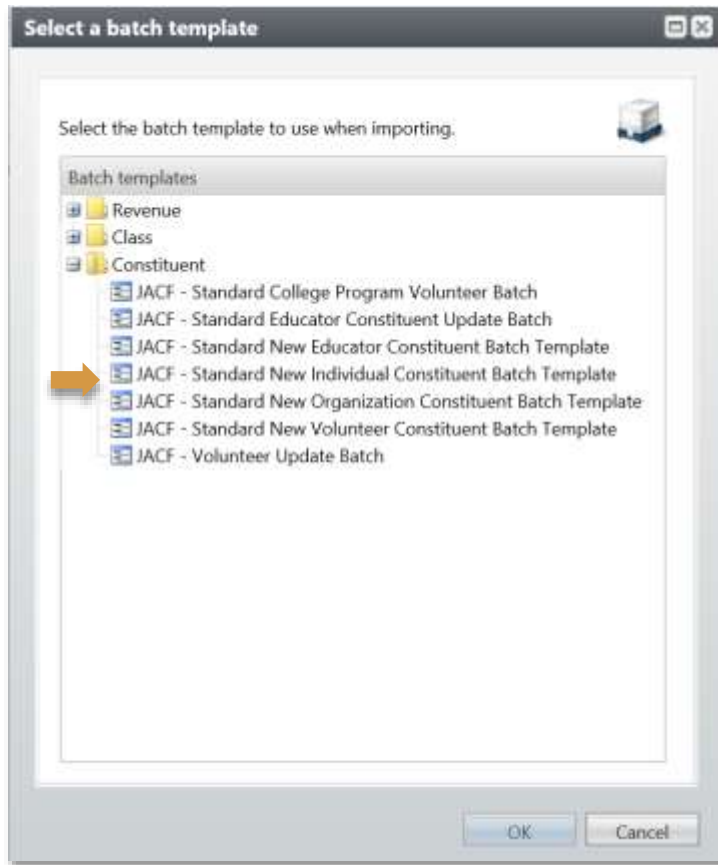 Select a batch template
Select the batch template to use when importing.
Batch templates
Revenue
Class
Constituent
JACF - Standard College Program Volunteer Batch
JACF - Standard Educator Constituent Update Batch
JACF - Standard New Educator Constituent Batch Template
JACF - Standard New Individual Constituent Batch Template
JACF - Standard New Organization Constituent Batch Template
JACF - Standard New Volunteer Constituent Batch Template
JACF - Volunteer Update Batch
OK Cancel